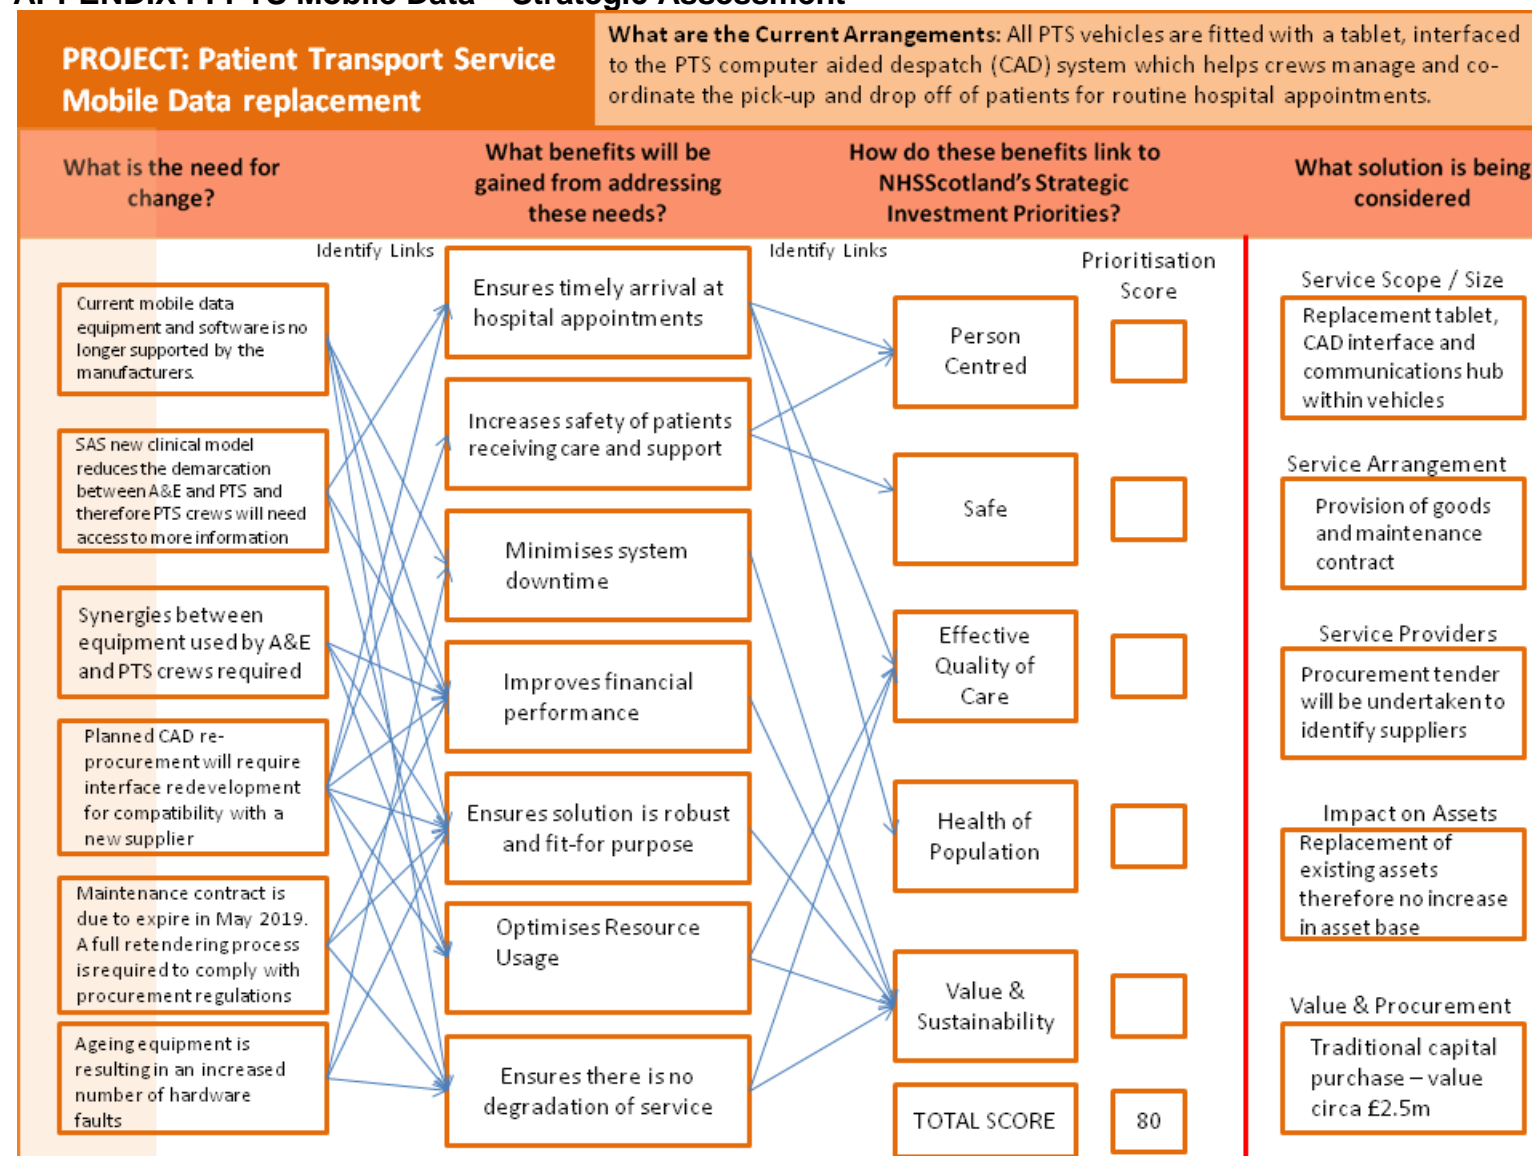 APPENDIX F: PTS Mobile Data – Strategic Assessment
PROJECT: Patient Transport Service
Mobile Data replacement
What are the Current Arrangements: All PTS vehicles are fitted with a tablet, interfaced
to the PTS computer aided despatch (CAD) system which helps crews manage and co-
ordinate the pick-up and drop off of patients for routine hospital appointments.
What is the need for
change?
What benefits will be
gained from addressing
these needs?
How do these benefits link to
NHSScotland's Strategic
Investment Priorities?
What solution is being
considered
Identify Links
Identify Links
Prioritisation
Score
Current mobile data
equipment and software is no
longer supported by the
manufacturers.
SAS new clinical model
reduces the demarcation
between A&E and PTS and
therefore PTS crews will need
access to more information
Synergies between
equipment used by A&E
and PTS crews required
Planned CAD re-
procurement will require
interface redevelopment
for compatibility with a
new supplier
Maintenance contract is
due to expire in May 2019.
A full retendering process
is required to comply with
procurement regulations
Ageing equipment is
resulting in an increased
number of hardware
faults
Ensures timely arrival at
hospital appointments
Increases safety of patients
receiving care and support
Minimises system
downtime
Improves financial
performance
Ensures solution is robust
and fit-for purpose
Optimises Resource
Usage
Ensures there is no
degradation of service
Person
Centred
Safe
Effective
Quality of
Care
Health of
Population
Value &
Sustainability
TOTAL SCORE
80
Service Scope / Size
Replacement tablet,
CAD interface and
communications hub
within vehicles
Service Arrangement
Provision of goods
and maintenance
contract
Service Providers
Procurement tender
will be undertaken to
identify suppliers
Impact on Assets
Replacement of
existing assets
therefore no increase
in asset base
Value & Procurement
Traditional capital
purchase – value
circa £2.5m